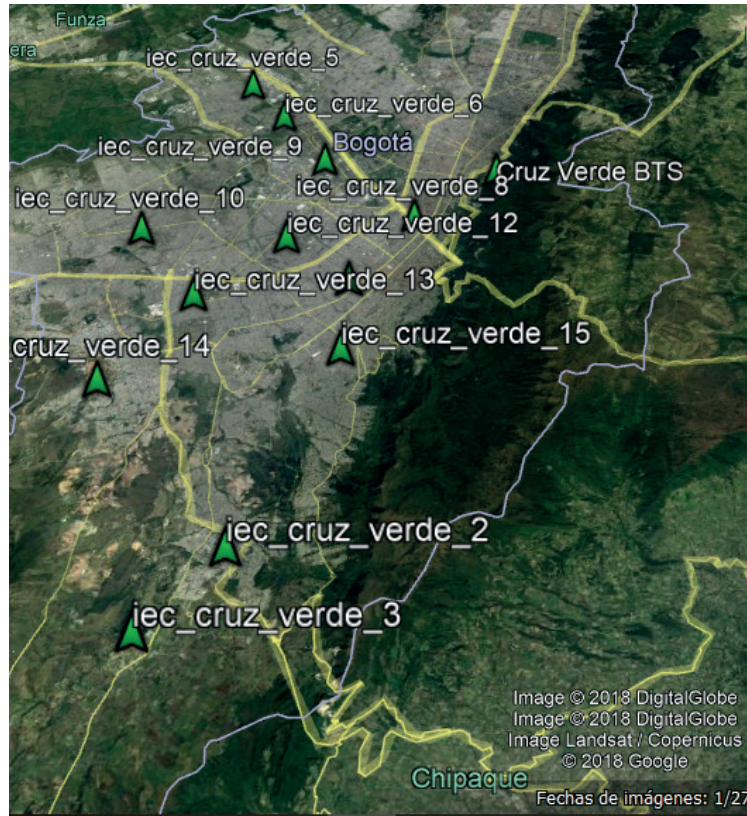 Funza
era
iec_cruz_verde_5
iec_cruz_verde_6
Bogotá
iec_cruz_verde_9
Cruz Verde BTS
iec_cruz_verde_8
iec_cruz_verde_10
iec_cruz_verde_12
iec_cruz_verde_13
iec_cruz_verde_15
_cruz_verde_14
iec_cruz_verde_2
iec_cruz_verde_3
Image © 2018 DigitalGlobe
Image © 2018 DigitalGlobe
Image Landsat / Copernicus
© 2018 Google
Chipaque
Fechas de imágenes: 1/27